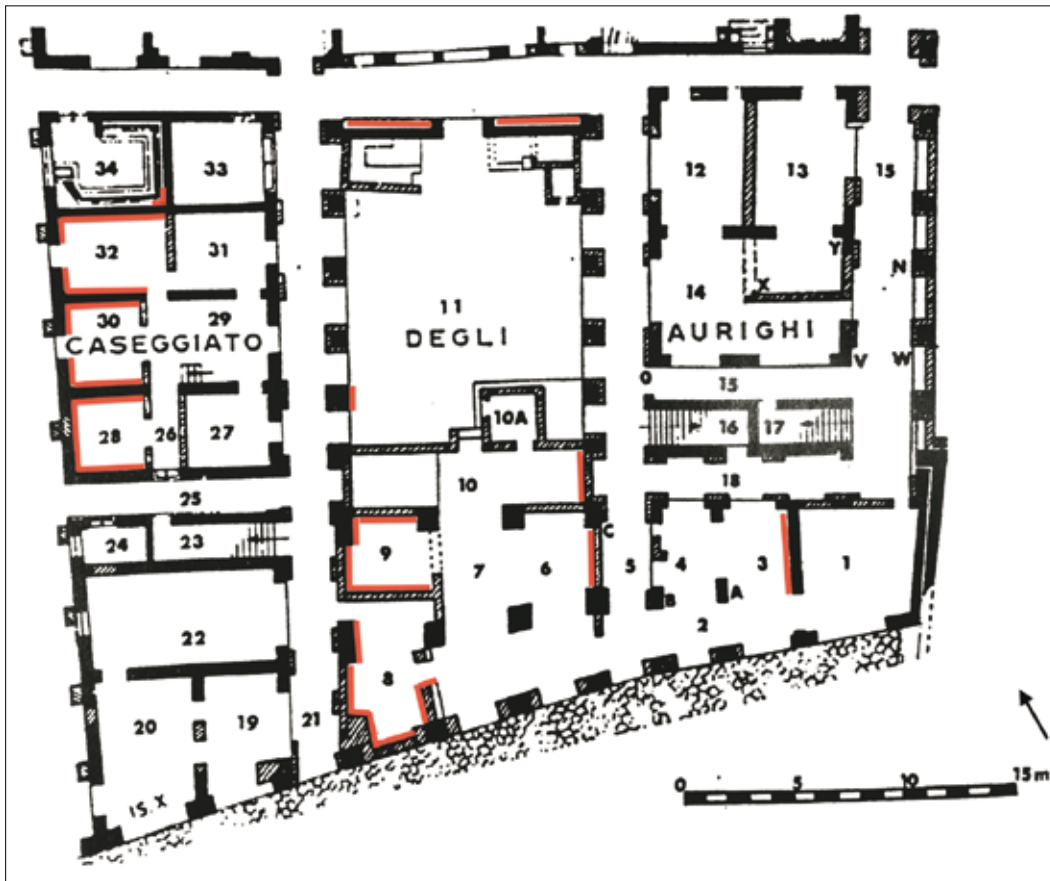 34 33 12 13 15
32 31 Y N
30 29 11 14 X
CASEGGIATO DEGLI AURIGHI
O 15 V W
28 26 27 10A 16 17
25 10 18
24 23 9 7 6 C 5 4 3 1
B A
22 2
8
20 19 21
0 5 10 15 m
IS. X